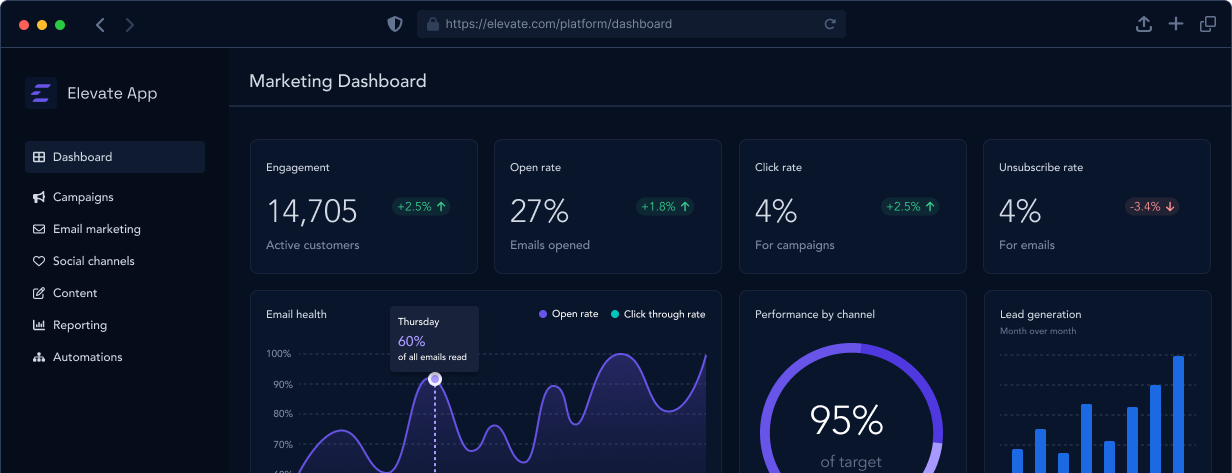 https://elevate.com/platform/dashboard
Elevate App
Marketing Dashboard
Dashboard
Campaigns
Email marketing
Social channels
Content
Reporting
Automations
Engagement
14,705
+2.5%
Active customers
Open rate
27%
+1.8%
Emails opened
Click rate
4%
+2.5%
For campaigns
Unsubscribe rate
4%
-3.4%
For emails
Email health
Thursday
60%
of all emails read
Open rate
Click through rate
100%
90%
80%
70%
Performance by channel
95%
of target
Lead generation
Month over month